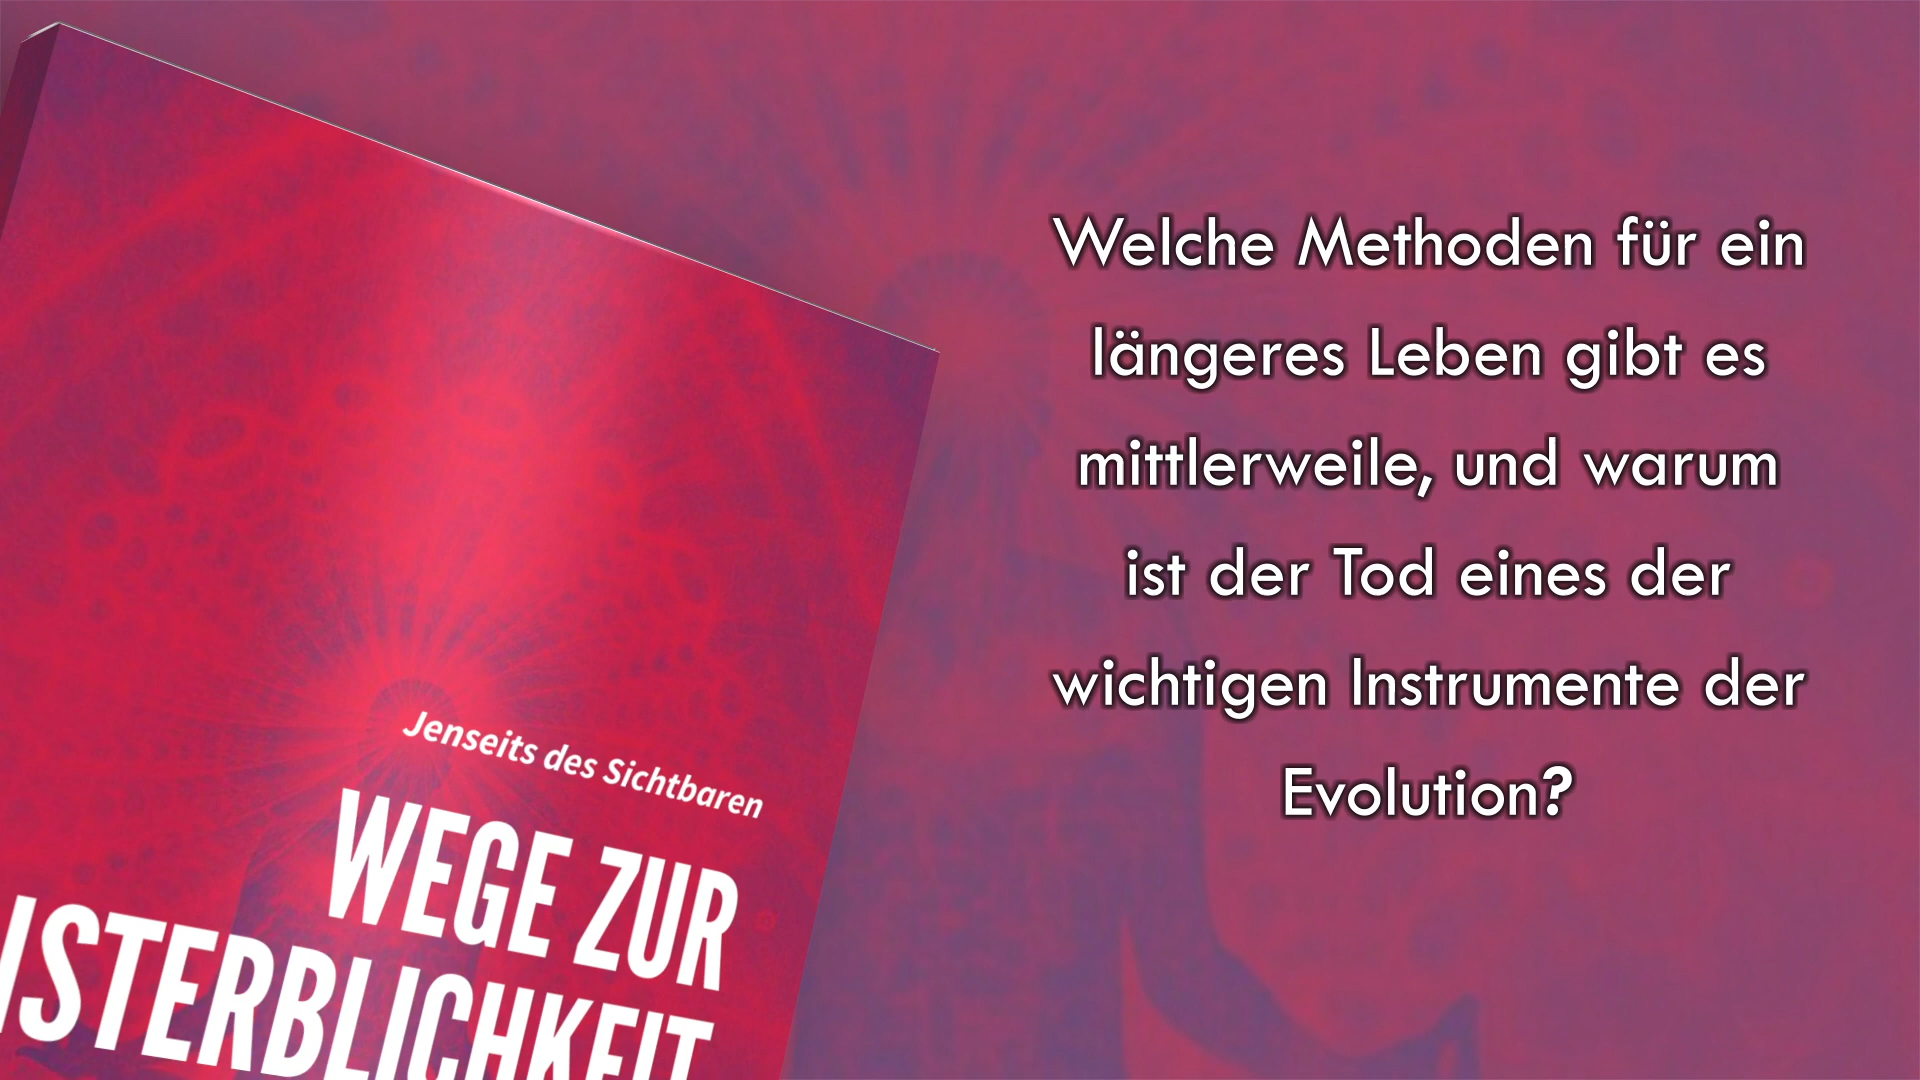 Welche Methoden für ein
längeres Leben gibt es
mittlerweile, und warum
ist der Tod eines der
wichtigen Instrumente der
Evolution?
Jenseits des Sichtbaren
WEGE ZUR
NSTERBLICHKEIT